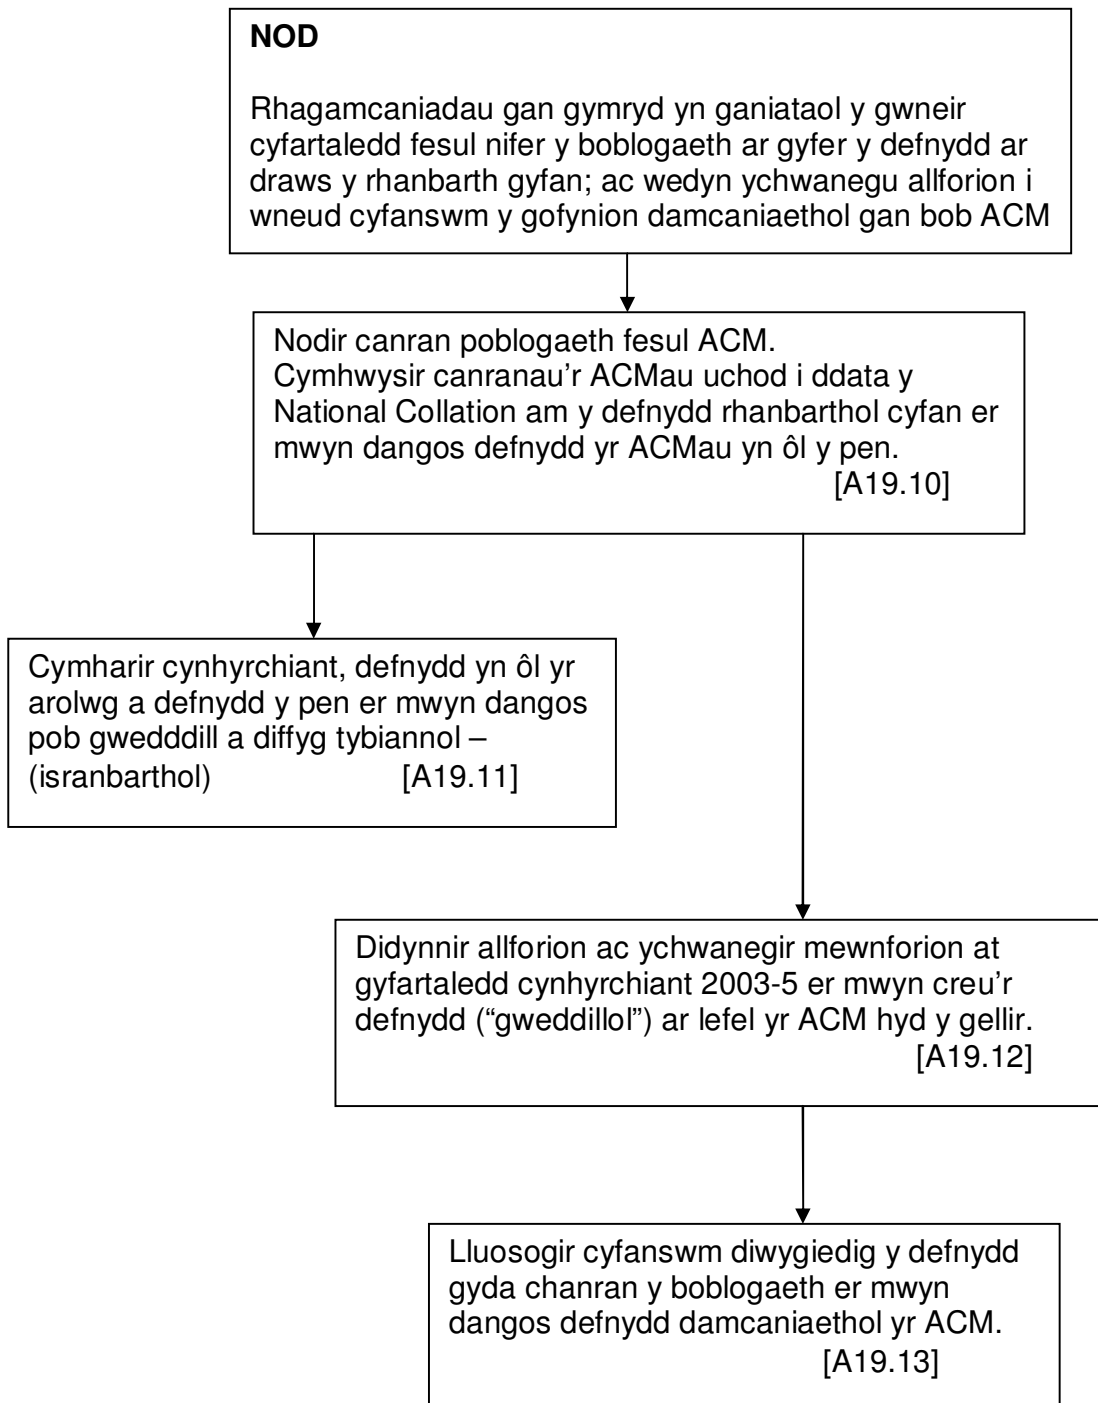 NOD
Rhagamcaniadau gan gymryd yn ganiataol y gwneir
cyfartaledd fesul nifer y boblogaeth ar gyfer y defnydd ar
draws y rhanbarth gyfan; ac wedyn ychwanegu allforion i
wneud cyfanswm y gofynion damcaniaethol gan bob ACM
Nodir canran poblogaeth fesul ACM.
Cymhwysir canranau'r ACMau uchod i ddata y
National Collation am y defnydd rhanbarthol cyfan er
mwyn dangos defnydd yr ACMau yn ôl y pen.
[A19.10]
Cymharir cynhyrchiant, defnydd yn ôl yr
arolwg a defnydd y pen er mwyn dangos
pob gwedddill a diffyg tybiannol –
(isranbarthol) [A19.11]
Didynnir allforion ac ychwanegir mewnforion at
gyfartaledd cynhyrchiant 2003-5 er mwyn creu'r
defnydd (“gweddillol”) ar lefel yr ACM hyd y gellir.
[A19.12]
Lluosogir cyfanswm diwygiedig y defnydd
gyda chanran y boblogaeth er mwyn
dangos defnydd damcaniaethol yr ACM.
[A19.13]